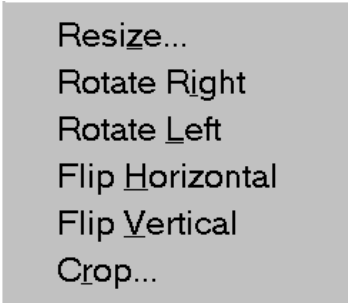 Resize...
Rotate Right
Rotate Left
Flip Horizontal
Flip Vertical
Crop...